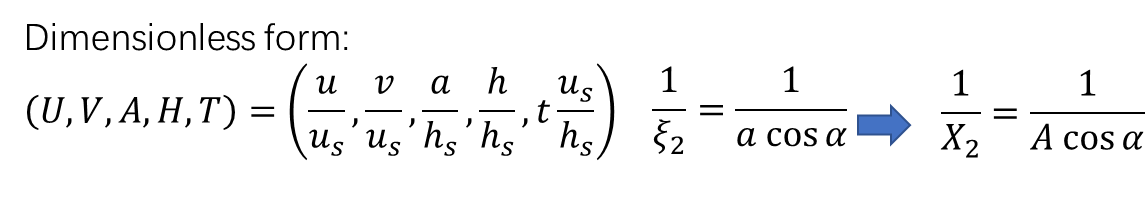 Dimensionless form:
(U, V, A, H, T) = (u/u_s, v/u_s, a/h_s, h/h_s, t u_s/h_s) 1/ξ_2 = 1/(a cos α) ➡ 1/X_2 = 1/(A cos α)